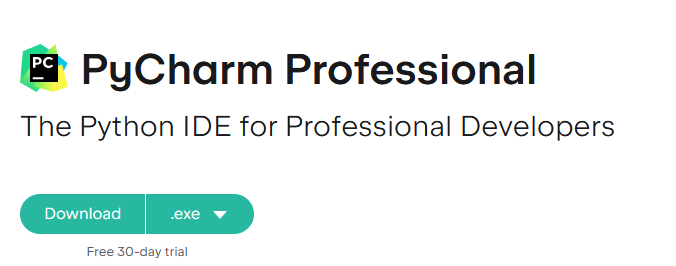 PC
PyCharm Professional
The Python IDE for Professional Developers
Download .exe
Free 30-day trial